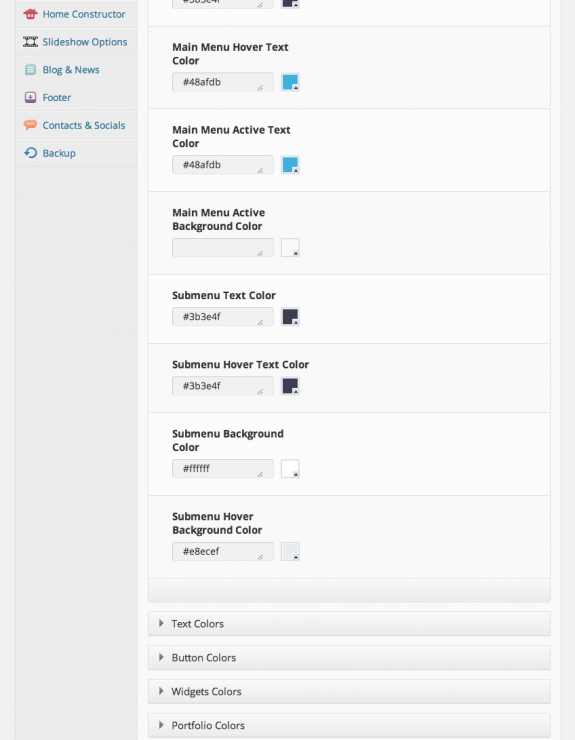 Home Constructor
Slideshow Options
Blog & News
Footer
Contacts & Socials
Backup
#3b3e4f
Main Menu Hover Text
Color
#48afdb
Main Menu Active Text
Color
#48afdb
Main Menu Active
Background Color
Submenu Text Color
#3b3e4f
Submenu Hover Text Color
#3b3e4f
Submenu Background
Color
#ffffff
Submenu Hover
Background Color
#e8ecef
Text Colors
Button Colors
Widgets Colors
Portfolio Colors